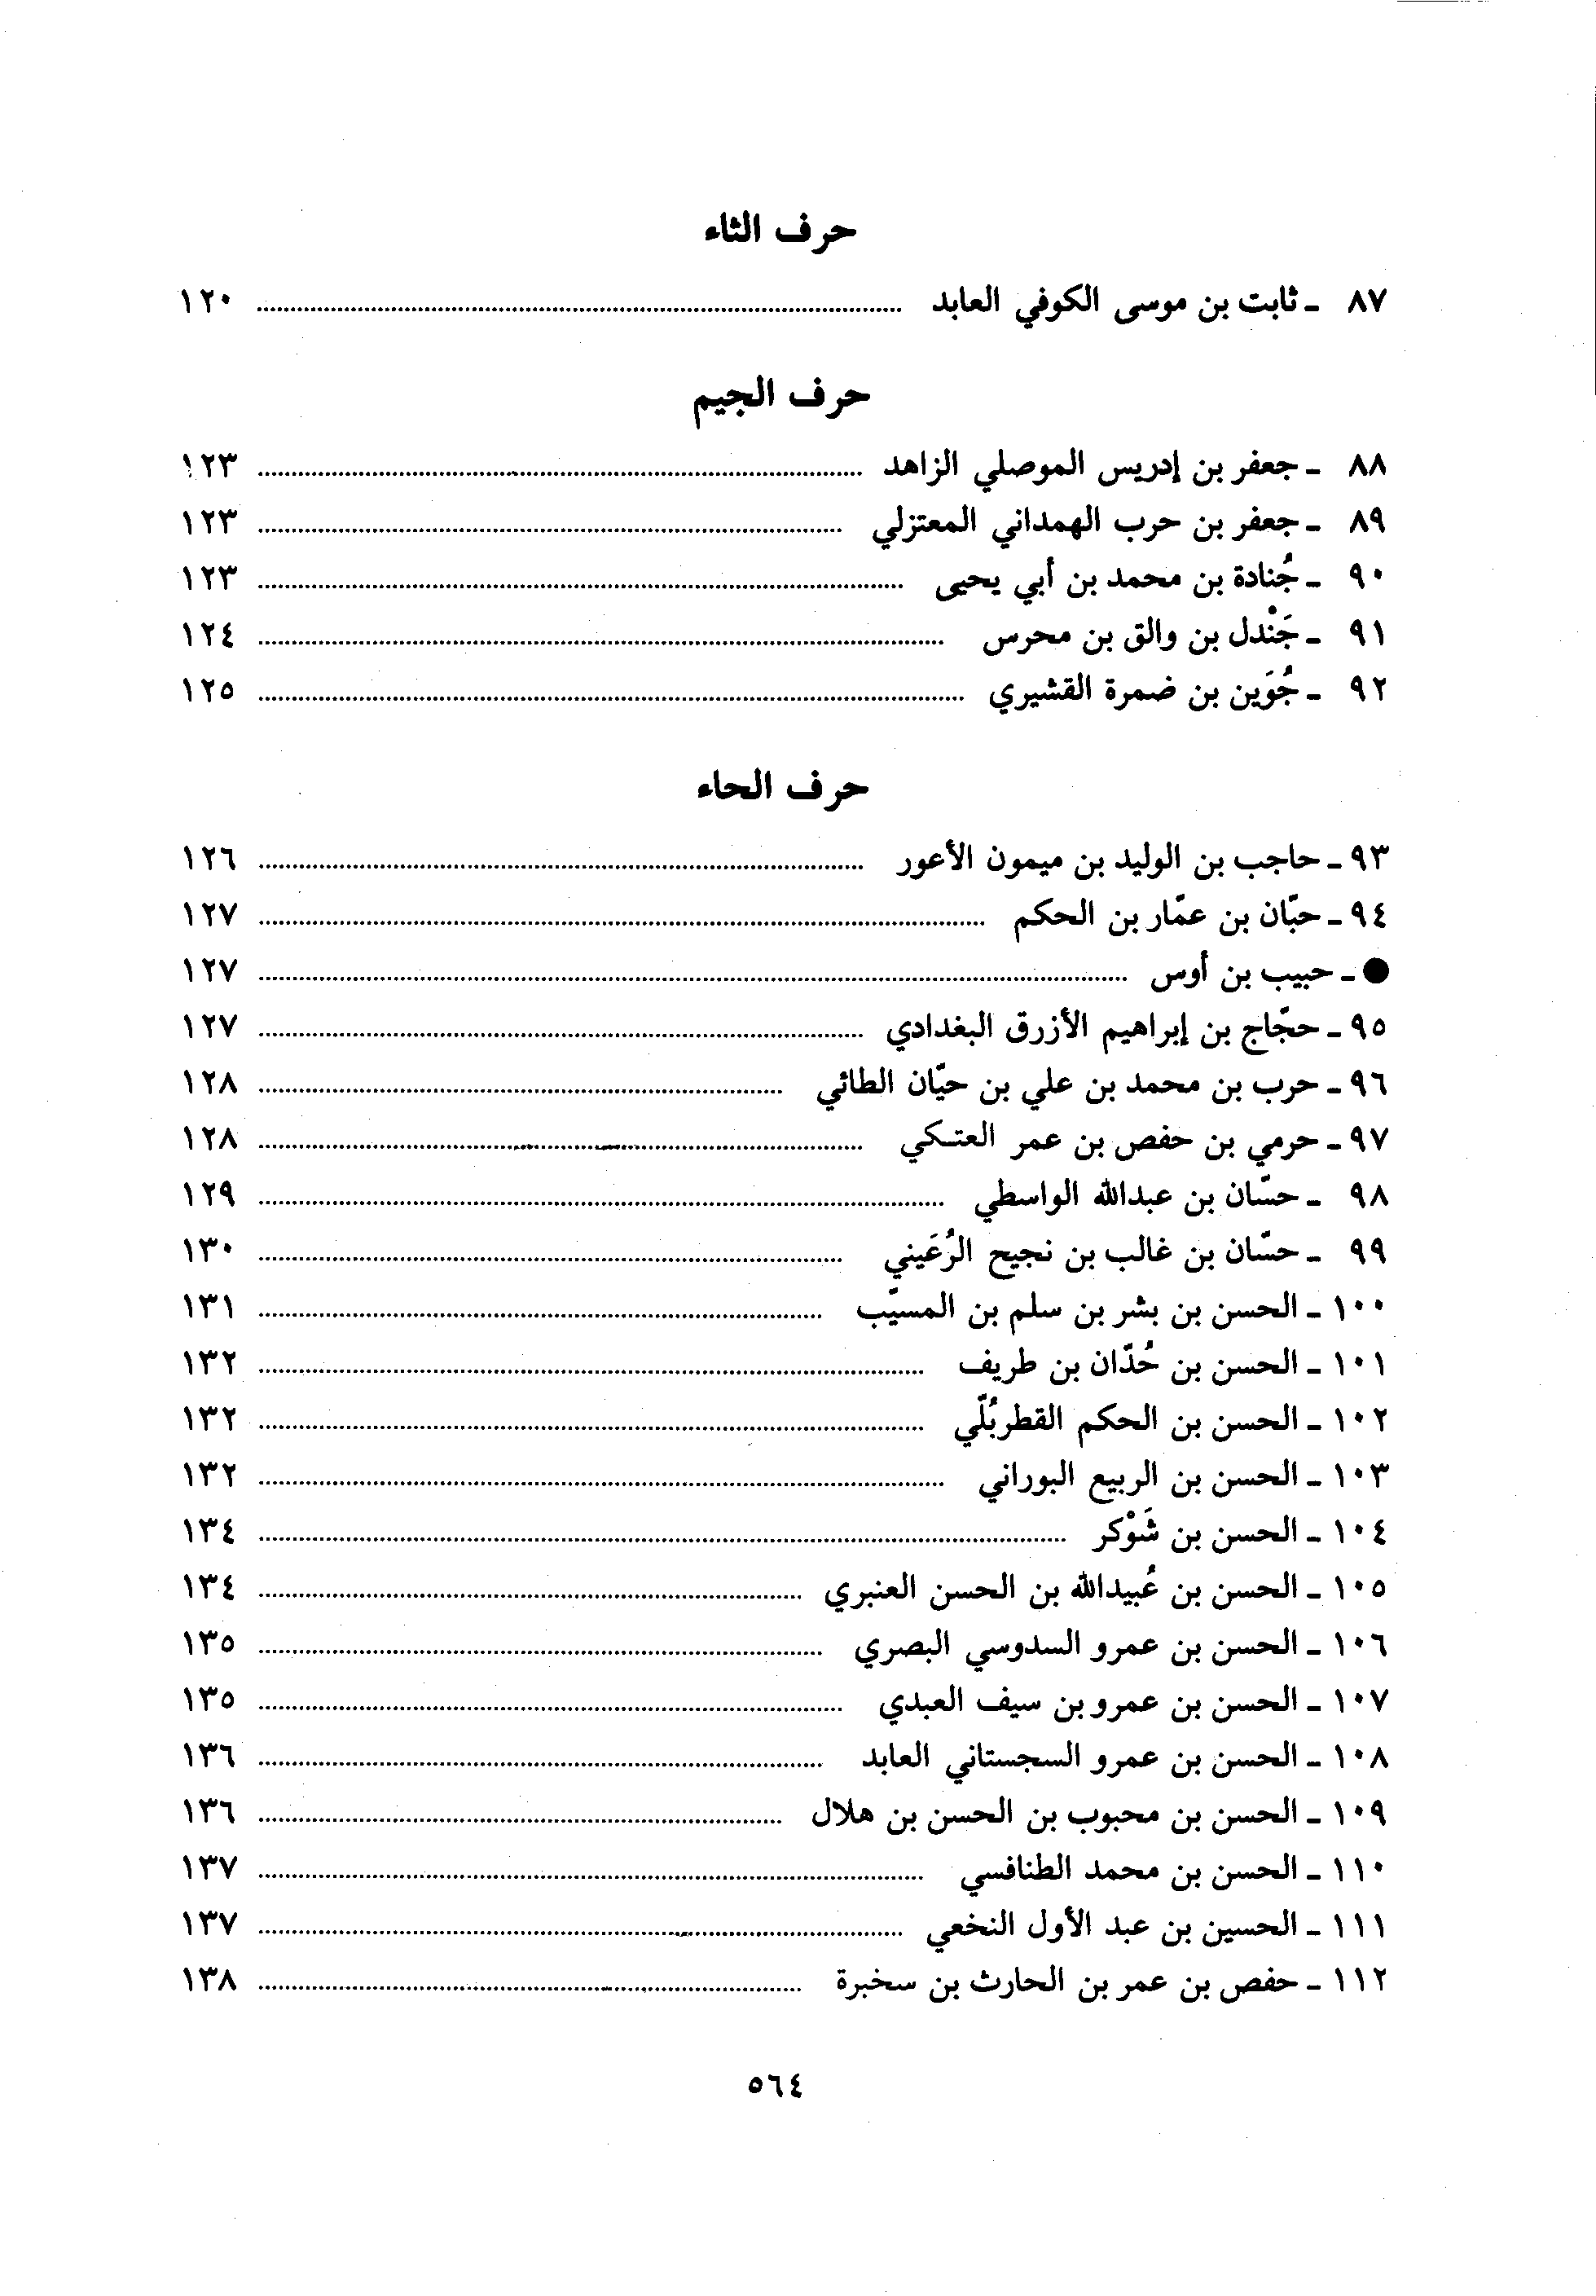 حرف الثاء
٨٧ ـ ثابت بن موسى الكوفي العابد ........................ ١٢٠
حرف الجيم
٨٨ ـ جعفر بن إدريس الموصلي الزاهد ........................ ١٢٣
٨٩ ـ جعفر بن حرب الهمداني المعتزلي ........................ ١٢٣
٩٠ ـ جُنادة بن محمد بن أبي يحيى ........................ ١٢٣
٩١ ـ جَنْدل بن والق بن محرس ........................ ١٢٤
٩٢ ـ جُوَين بن ضمرة القشيري ........................ ١٢٥
حرف الحاء
٩٣ ـ حاجب بن الوليد بن ميمون الأعور ........................ ١٢٦
٩٤ ـ حبّان بن عمّار بن الحكم ........................ ١٢٧
● ـ حبيب بن أوس ........................ ١٢٧
٩٥ ـ حجّاج بن إبراهيم الأزرق البغدادي ........................ ١٢٧
٩٦ ـ حرب بن محمد بن علي بن حيّان الطائي ........................ ١٢٨
٩٧ ـ حرمي بن حفص بن عمر العتكي ........................ ١٢٨
٩٨ ـ حسّان بن عبدالله الواسطي ........................ ١٢٩
٩٩ ـ حسّان بن غالب بن نجيح الرُعَيني ........................ ١٣٠
١٠٠ ـ الحسن بن بشر بن سلم بن المسيّب ........................ ١٣١
١٠١ ـ الحسن بن حُدّان بن طريف ........................ ١٣٢
١٠٢ ـ الحسن بن الحكم القطربُلّي ........................ ١٣٢
١٠٣ ـ الحسن بن الربيع البوراني ........................ ١٣٢
١٠٤ ـ الحسن بن شَوْكر ........................ ١٣٤
١٠٥ ـ الحسن بن عُبيدالله بن الحسن العنبري ........................ ١٣٤
١٠٦ ـ الحسن بن عمرو السدوسي البصري ........................ ١٣٥
١٠٧ ـ الحسن بن عمرو بن سيف العبدي ........................ ١٣٥
١٠٨ ـ الحسن بن عمرو السجستاني العابد ........................ ١٣٦
١٠٩ ـ الحسن بن محبوب بن الحسن بن هلال ........................ ١٣٦
١١٠ ـ الحسن بن محمد الطنافسي ........................ ١٣٧
١١١ ـ الحسين بن عبد الأول النخعي ........................ ١٣٧
١١٢ ـ حفص بن عمر بن الحارث بن سخبرة ........................ ١٣٨
٥٦٤